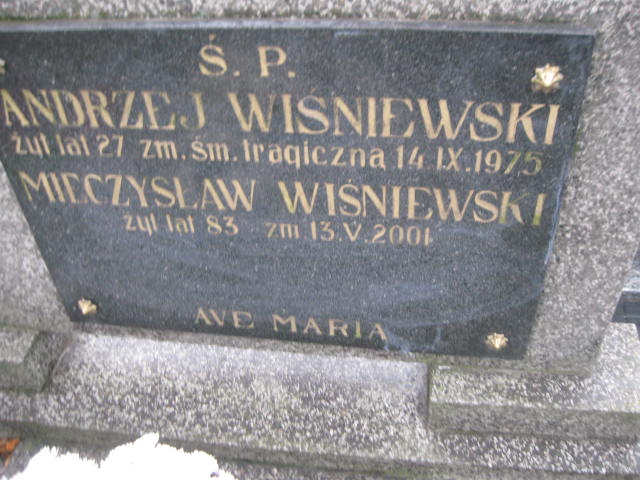 Ś. P.
ANDRZEJ WIŚNIEWSKI
żył lat 27 zm. śm. tragiczną 14 IX. 1975
MIECZYSŁAW WIŚNIEWSKI
żył lat 83 zm 13. V. 2001
AVE MARIA